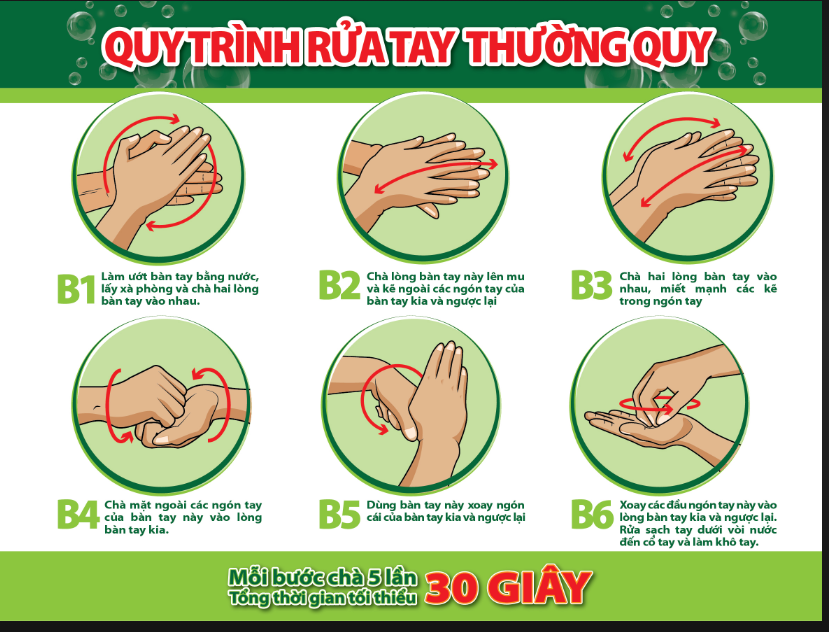 QUY TRÌNH RỬA TAY THƯỜNG QUY
B1
Làm ướt bàn tay bằng nước,
lấy xà phòng và chà hai lòng
bàn tay vào nhau.
B2
Chà lòng bàn tay này lên mu
và kẽ ngoài các ngón tay của
bàn tay kia và ngược lại
B3
Chà hai lòng bàn tay vào
nhau, miết mạnh các kẽ
trong ngón tay
B4
Chà mặt ngoài các ngón tay
của bàn tay này vào lòng
bàn tay kia.
B5
Dùng bàn tay này xoay ngón
cái của bàn tay kia và ngược lại
B6
Xoay các đầu ngón tay này vào
lòng bàn tay kia và ngược lại.
Rửa sạch tay dưới vòi nước
đến cổ tay và làm khô tay.
Mỗi bước chà 5 lần
Tổng thời gian tối thiểu
30 GIÂY